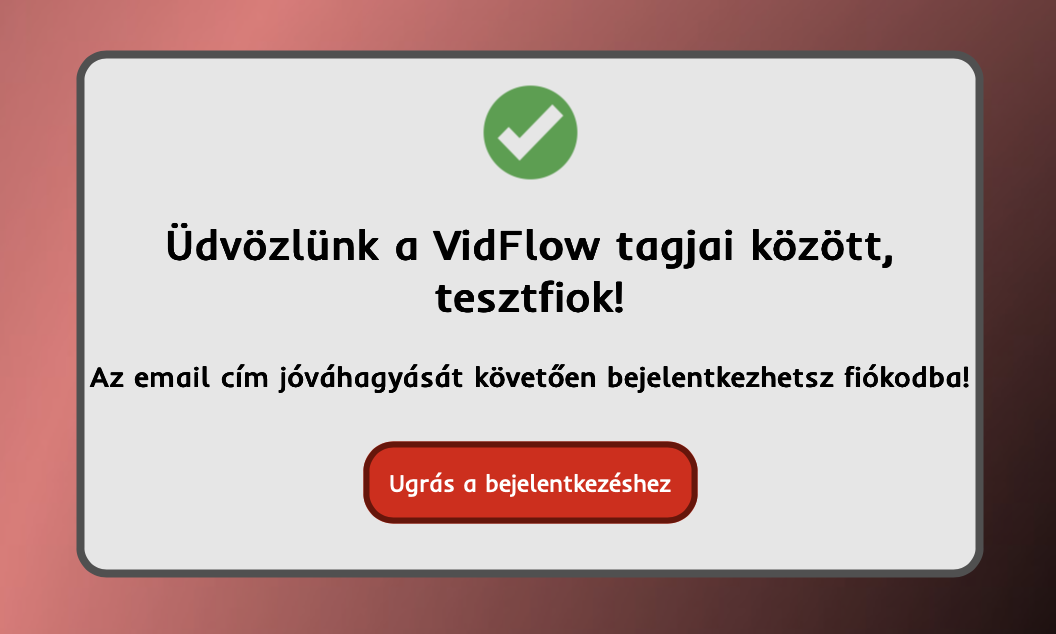 Üdvözlünk a VidFlow tagjai között,
tesztfiok!
Az email cím jóváhagyását követően bejelentkezhetsz fiókodba!
Ugrás a bejelentkezéshez